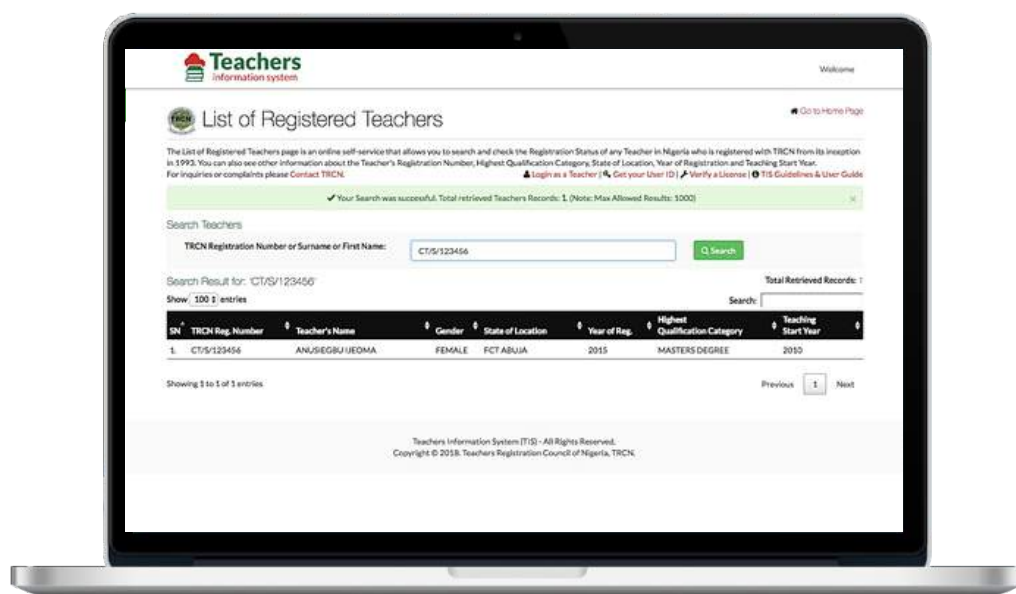 Teachers
information system
Welcome
TRCN
List of Registered Teachers
Go to Home Page
The List of Registered Teachers page is an online self-service that allows you to search and check the Registration Status of any Teacher in Nigeria who is registered with TRCN from its inception
in 1993. You can also see other information about the Teacher's Registration Number, Highest Qualification Category, State of Location, Year of Registration and Teaching Start Year.
For inquiries or complaints please Contact TRCN.
Login as a Teacher | Get your User ID | Verify a License | TIS Guidelines & User Guide
Your Search was successful. Total retrieved Teachers Records: 1. (Note: Max Allowed Results: 1000)
×
Search Teachers
TRCN Registration Number or Surname or First Name:
CT/S/123456
Search
Search Result for: 'CT/S/123456'
Total Retrieved Records: 1
Show 100 entries
Search:
SN TRCN Reg. Number Teacher's Name Gender State of Location Year of Reg. Highest Qualification Category Teaching Start Year
1. CT/S/123456 ANUSIEGBU IJEOMA FEMALE FCT ABUJA 2015 MASTERS DEGREE 2010
Showing 1 to 1 of 1 entries
Previous 1 Next
Teachers Information System (TIS) - All Rights Reserved.
Copyright © 2018. Teachers Registration Council of Nigeria, TRCN.